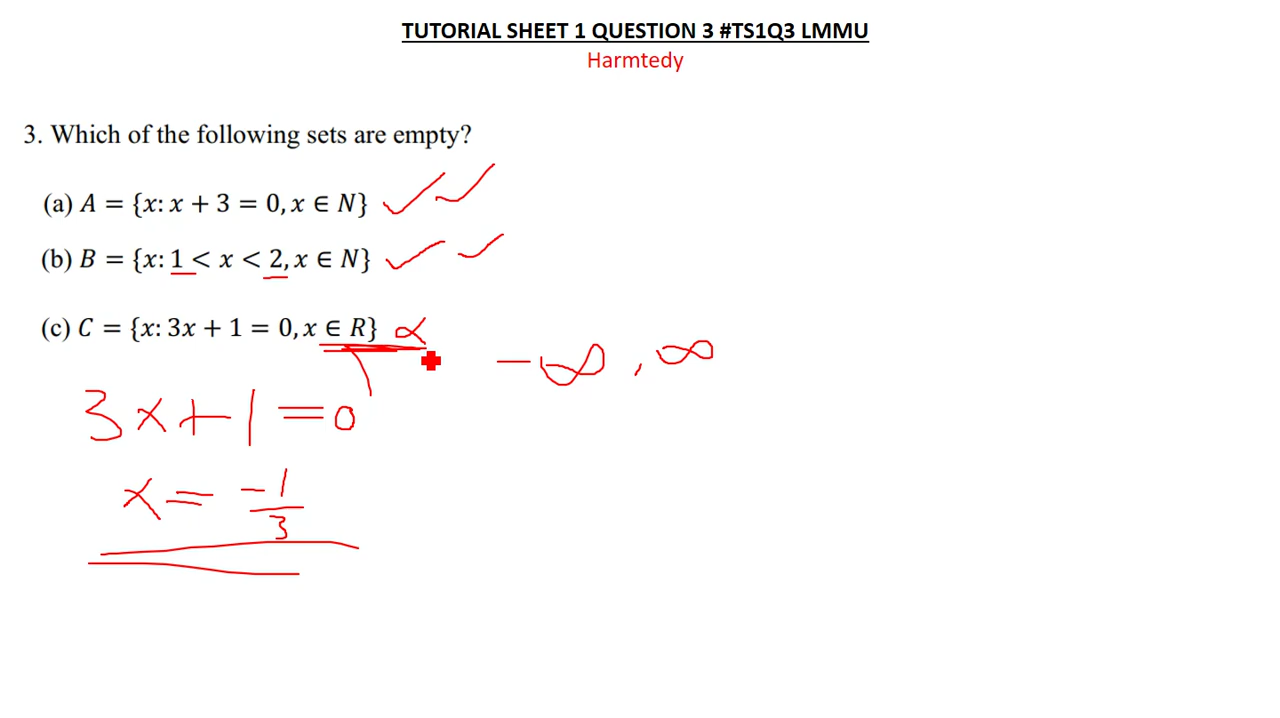 TUTORIAL SHEET 1 QUESTION 3 #TS1Q3 LMMU
Harmtedy
3. Which of the following sets are empty?
(a) A = {x: x + 3 = 0, x ∈ N} ✓ ✓
(b) B = {x: 1 < x < 2, x ∈ N} ✓ ✓
(c) C = {x: 3x + 1 = 0, x ∈ R}
-∞, ∞
3x+1=0
x = -1/3